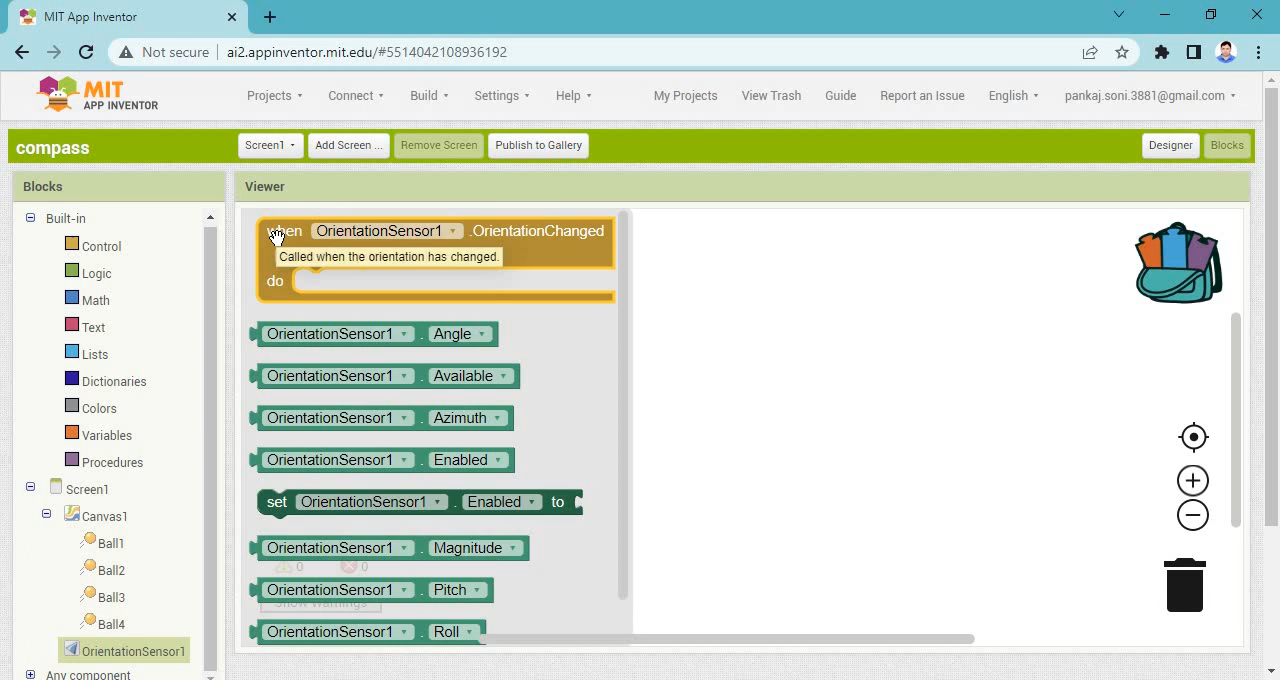 MIT App Inventor
Not secure
ai2.appinventor.mit.edu/#5514042108936192
MIT
APP INVENTOR
Projects
Connect
Build
Settings
Help
My Projects
View Trash
Guide
Report an Issue
English
pankaj.soni.3881@gmail.com
compass
Screen1
Add Screen ...
Remove Screen
Publish to Gallery
Designer
Blocks
Blocks
Viewer
Built-in
Control
Logic
Math
Text
Lists
Dictionaries
Colors
Variables
Procedures
Screen1
Canvas1
Ball1
Ball2
Ball3
Ball4
OrientationSensor1
Any component
when OrientationSensor1 .OrientationChanged
Called when the orientation has changed.
do
OrientationSensor1 . Angle
OrientationSensor1 . Available
OrientationSensor1 . Azimuth
OrientationSensor1 . Enabled
set OrientationSensor1 . Enabled to
OrientationSensor1 . Magnitude
0 0
OrientationSensor1 . Pitch
Show Warnings
OrientationSensor1 . Roll